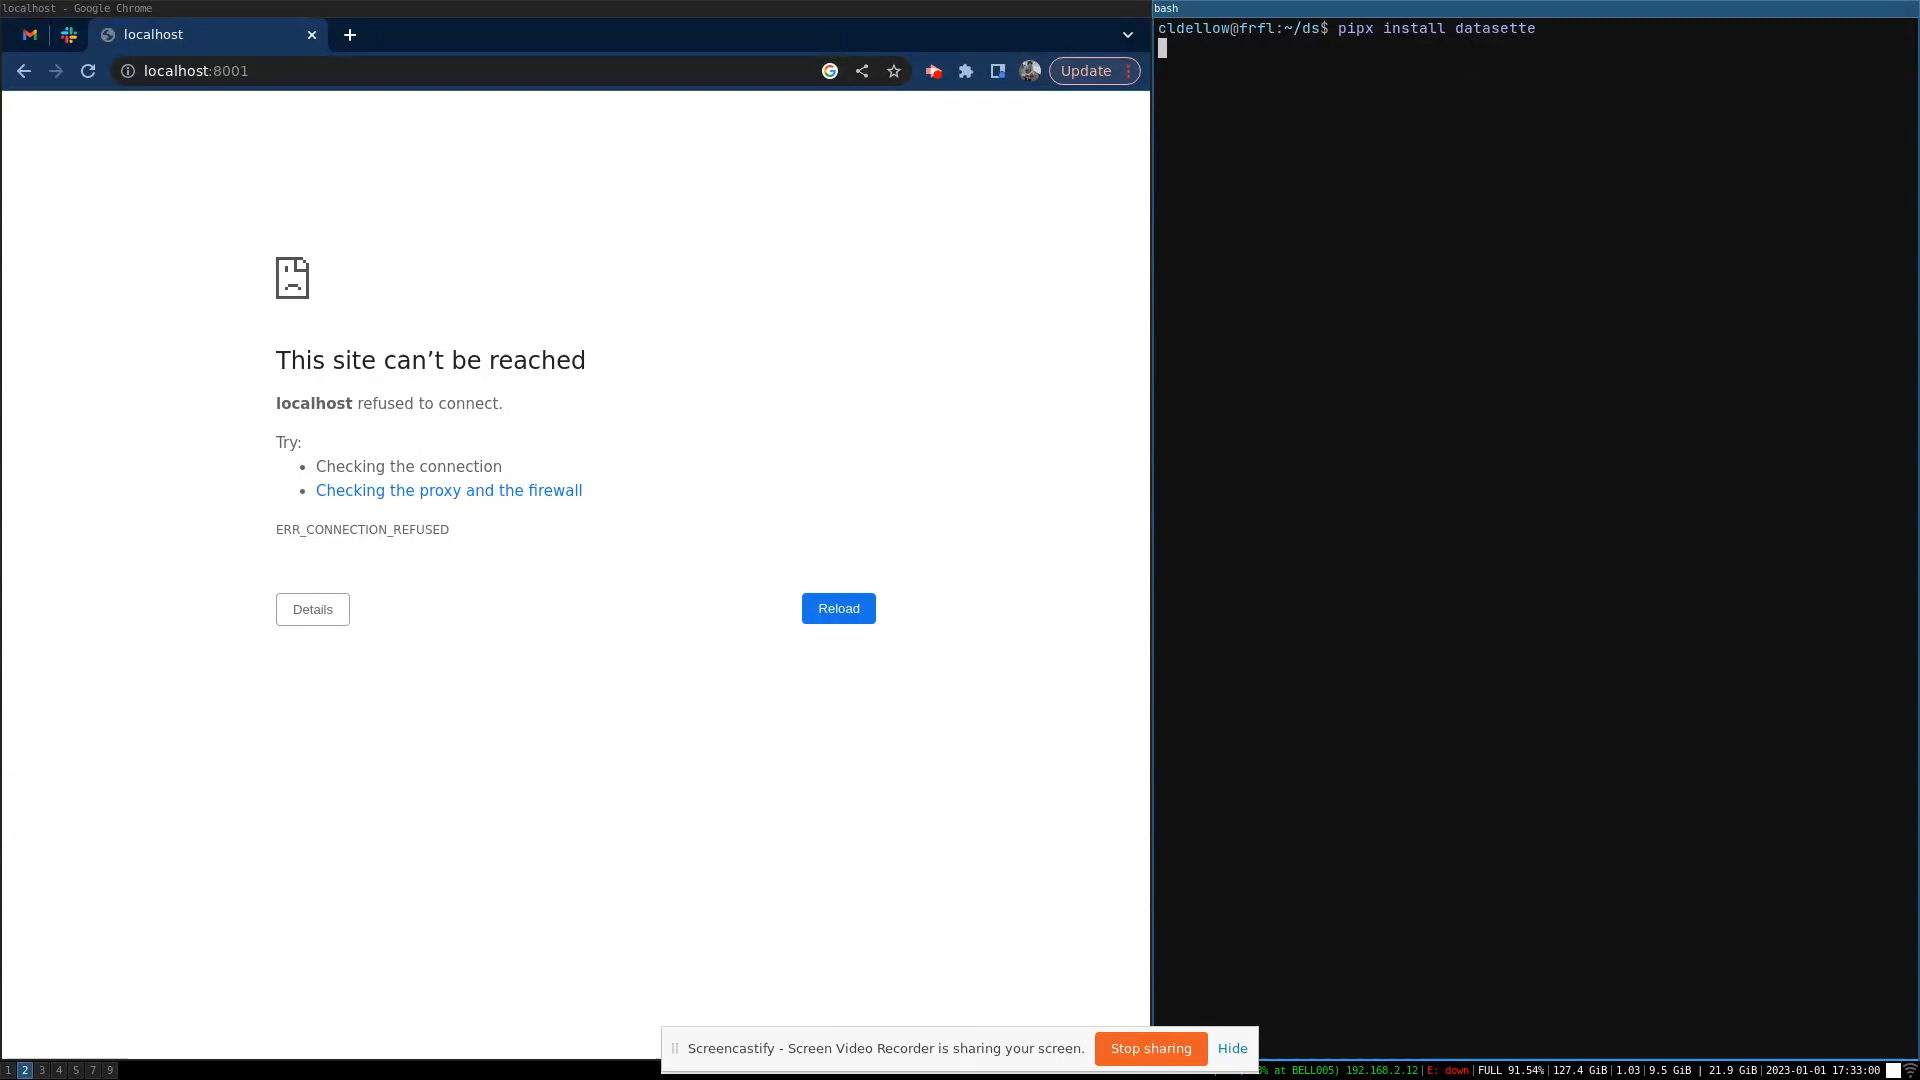 localhost - Google Chrome
localhost
localhost:8001
Update
This site can’t be reached
localhost refused to connect.
Try:
Checking the connection
Checking the proxy and the firewall
ERR_CONNECTION_REFUSED
Details
Reload
bash
cldellow@frfl:~/ds$ pipx install datasette
Screencastify - Screen Video Recorder is sharing your screen.
Stop sharing
Hide
1 2 3 4 5 7 9
% at BELL005) 192.168.2.12|E: down|FULL 91.54%|127.4 GiB|1.03|9.5 GiB | 21.9 GiB|2023-01-01 17:33:00